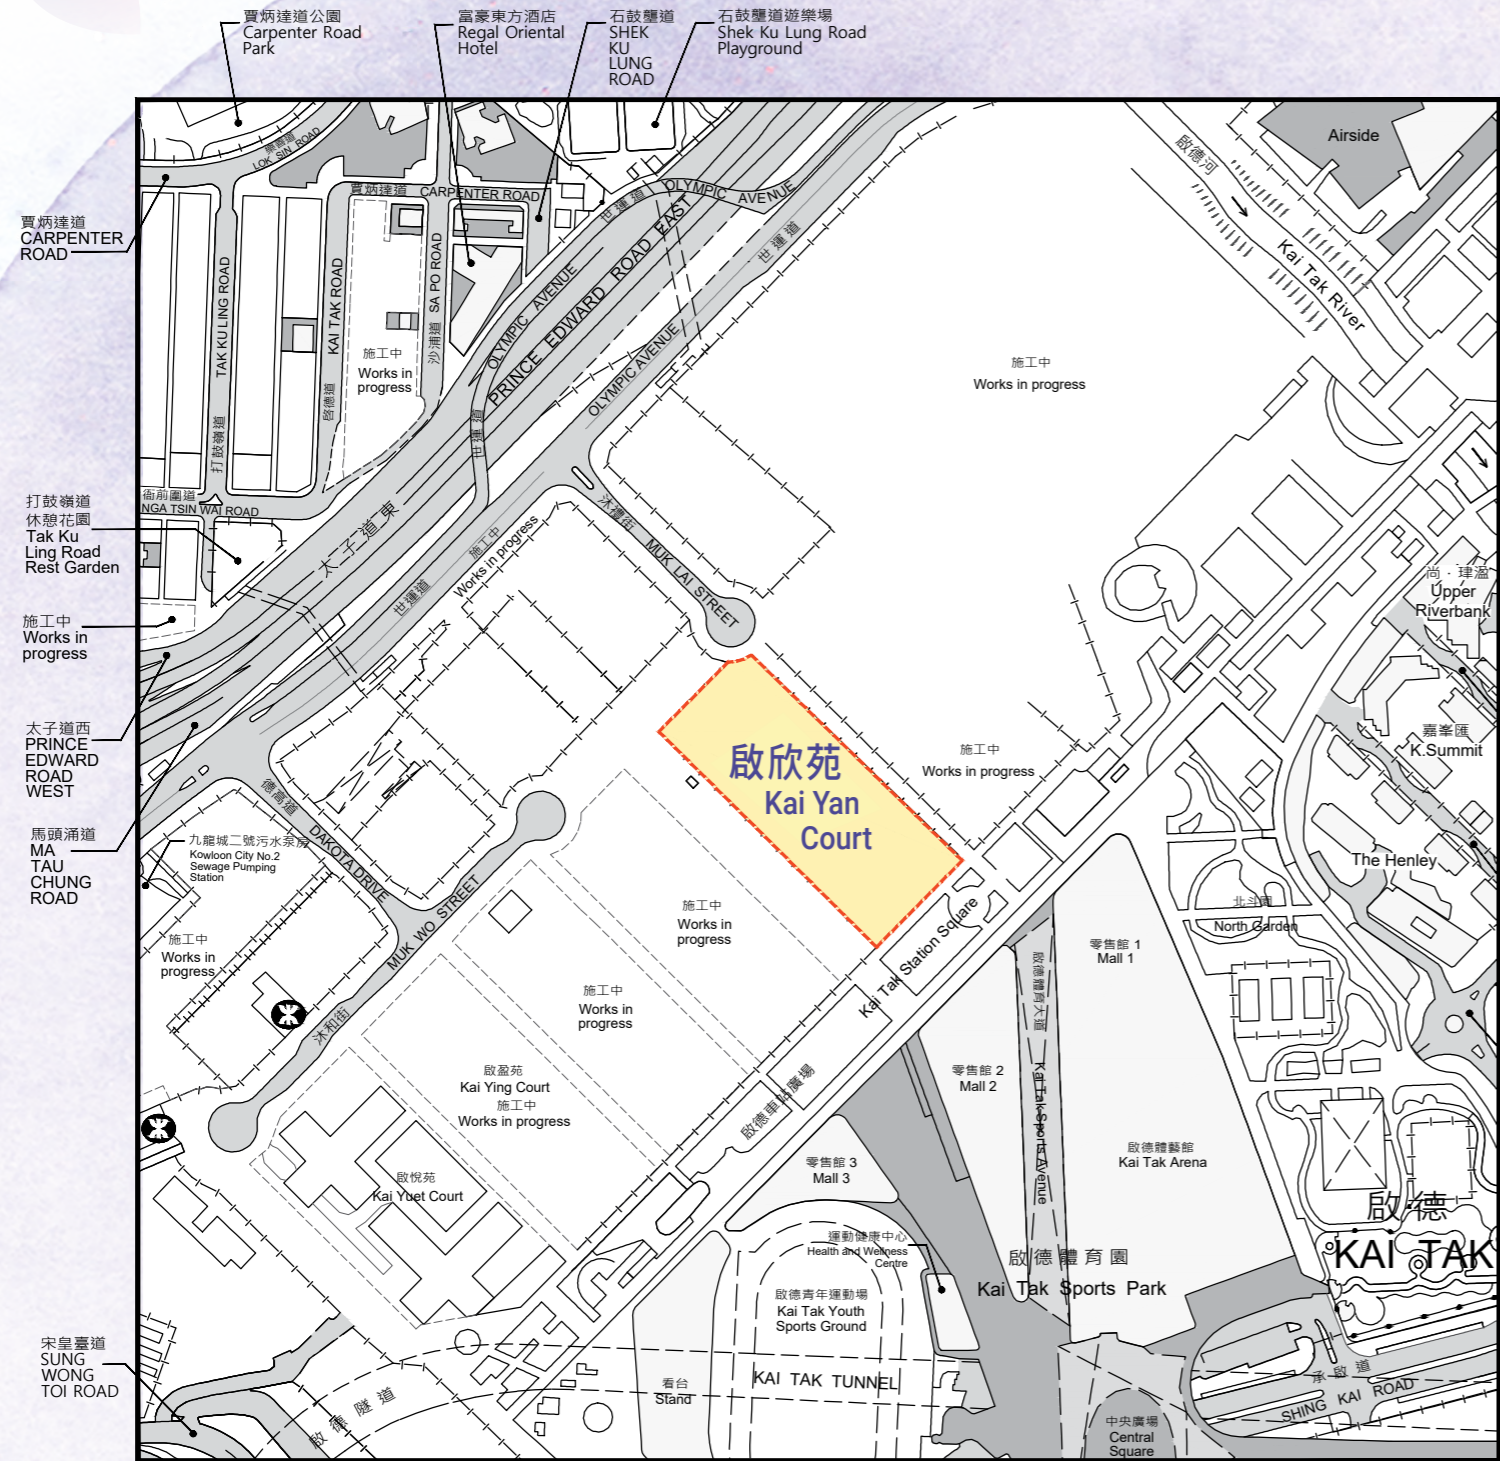 賈炳達道公園
Carpenter Road
Park
富豪東方酒店
Regal Oriental
Hotel
石鼓壟道
SHEK
KU
LUNG
ROAD
石鼓壟道遊樂場
Shek Ku Lung Road
Playground
樂善道
LOK SIN ROAD
賈炳達道
CARPENTER ROAD
賈炳達道
CARPENTER
ROAD
世運道
OLYMPIC AVENUE
世運道
啟德河
Kai Tak River
Airside
TAK KU LING ROAD
打鼓嶺道
KAI TAK ROAD
啓德道
SA PO ROAD
沙浦道
施工中
Works in
progress
OLYMPIC AVENUE
世運道
PRINCE EDWARD ROAD EAST
太子道東
OLYMPIC AVENUE
世運道
施工中
Works in progress
衙前圍道
NGA TSIN WAI ROAD
打鼓嶺道
休憩花園
Tak Ku
Ling Road
Rest Garden
施工中
Works in progress
沐禮街
MUK LAI STREET
施工中
Works in
progress
太子道西
PRINCE
EDWARD
ROAD
WEST
馬頭涌道
MA
TAU
CHUNG
ROAD
尚．珒溋
Upper
Riverbank
嘉峯匯
K.Summit
The Henley
啟欣苑
Kai Yan
Court
施工中
Works in progress
德高道
DAKOTA DRIVE
九龍城二號污水泵房
Kowloon City No.2
Sewage Pumping
Station
施工中
Works in
progress
MUK WO STREET
沐和街
施工中
Works in
progress
施工中
Works in
progress
啟盈苑
Kai Ying Court
施工中
Works in progress
啟悅苑
Kai Yuet Court
Kai Tak Station Square
啟德車站廣場
北斗園
North Garden
零售館 1
Mall 1
啟德體育大道
Kai Tak Sports Avenue
零售館 2
Mall 2
零售館 3
Mall 3
啟德體藝館
Kai Tak Arena
運動健康中心
Health and Wellness
Centre
啟德體育園
Kai Tak Sports Park
啟德
KAI TAK
啟德青年運動場
Kai Tak Youth
Sports Ground
看台
Stand
KAI TAK TUNNEL
啟德隧道
宋皇臺道
SUNG
WONG
TOI ROAD
中央廣場
Central
Square
承啟道
SHING KAI ROAD